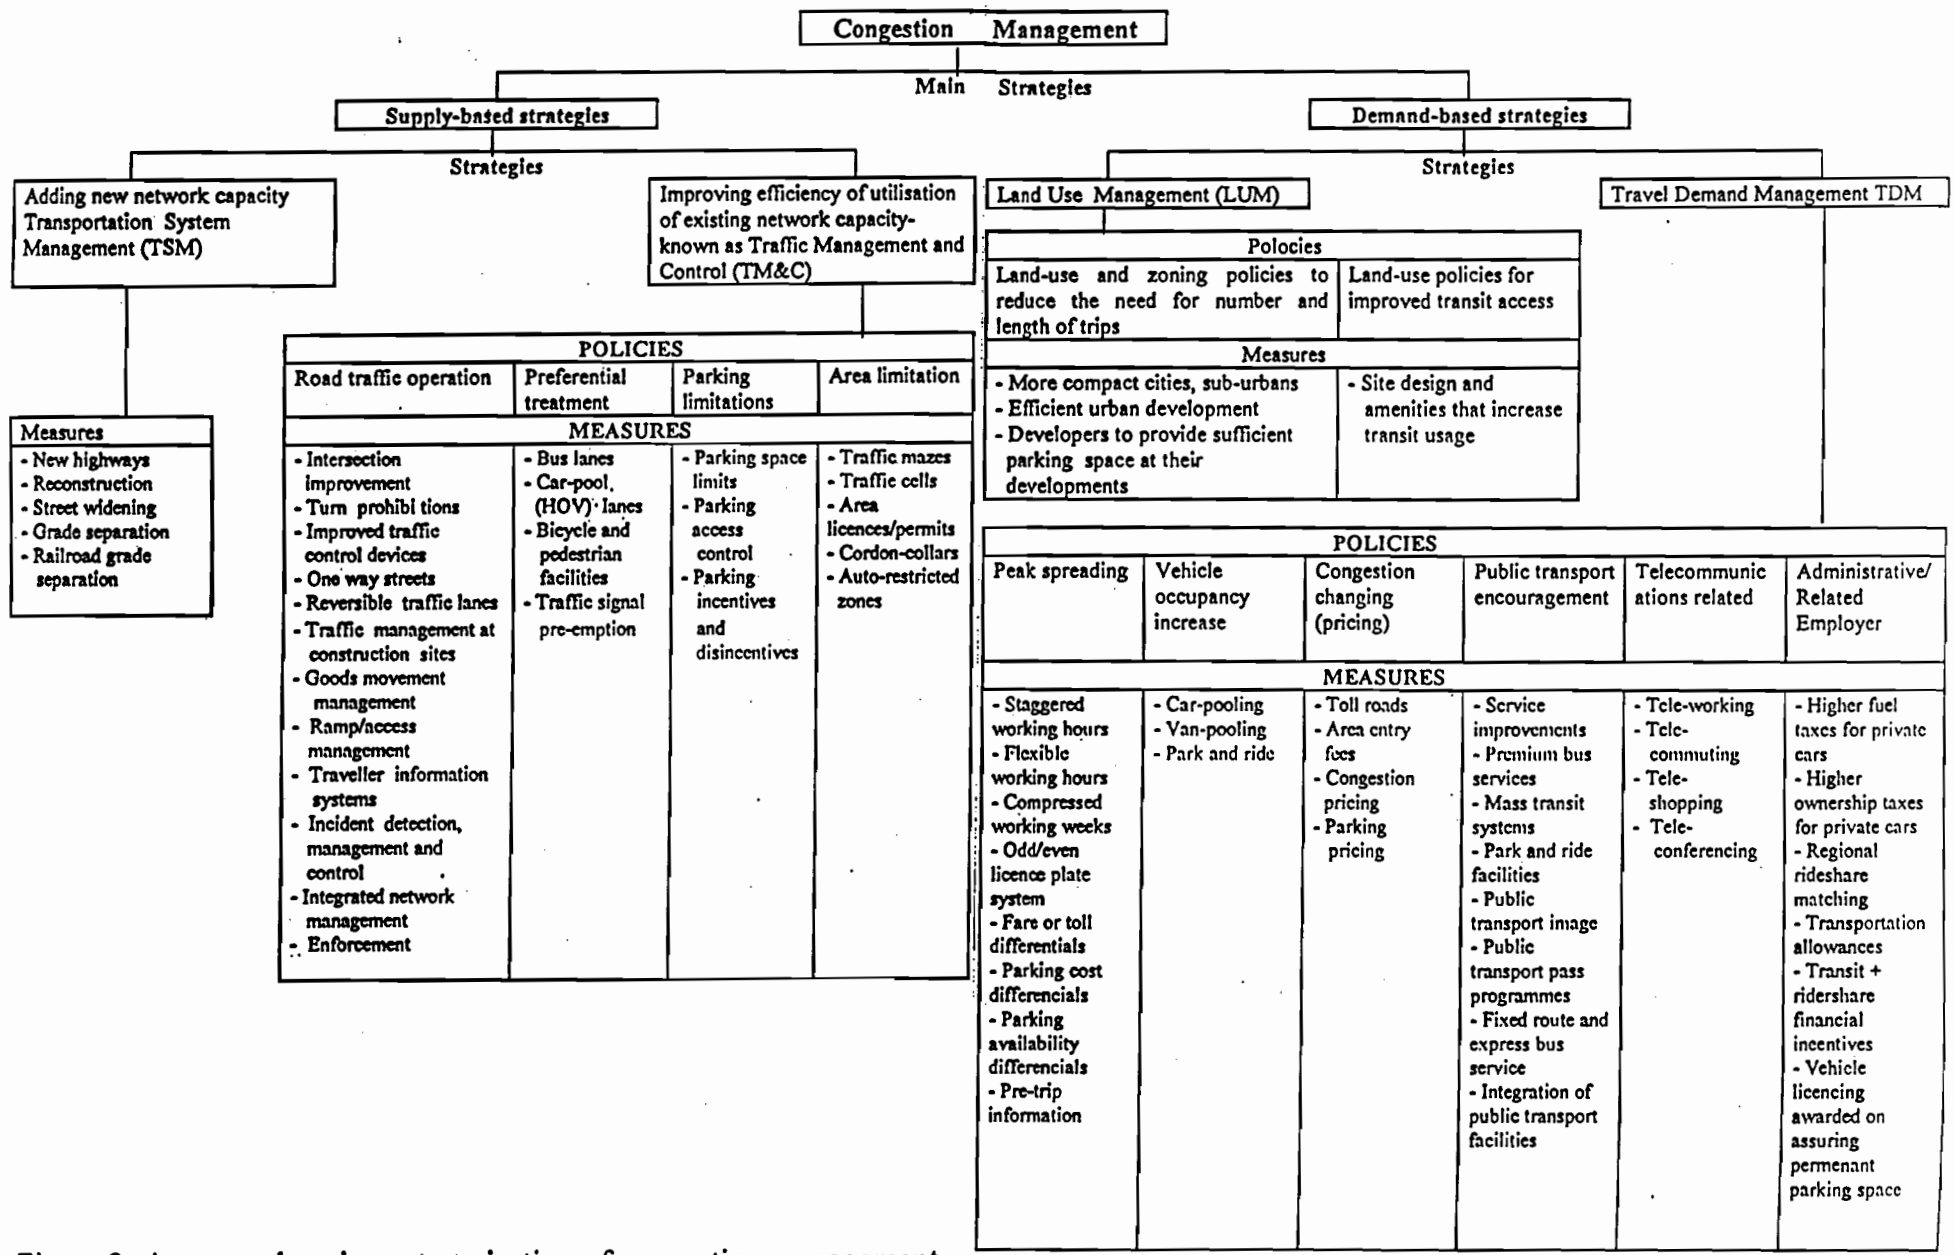 Congestion Management
Main Strategies
Supply-based strategies
Demand-based strategies
Strategies
Strategies
Adding new network capacity
Transportation System
Management (TSM)
Improving efficiency of utilisation
of existing network capacity-
known as Traffic Management and
Control (TM&C)
Land Use Management (LUM)
Travel Demand Management TDM
Measures
- New highways
- Reconstruction
- Street widening
- Grade separation
- Railroad grade
separation
POLICIES
Road traffic operation
Preferential
treatment
Parking
limitations
Area limitation
MEASURES
- Intersection
improvement
- Turn prohibi tions
- Improved traffic
control devices
- One way streets
- Reversible traffic lanes
- Traffic management at
construction sites
- Goods movement
management
- Ramp/access
management
- Traveller information
systems
- Incident detection,
management and
control
- Integrated network
management
- Enforcement
- Bus lanes
- Car-pool,
(HOV) lanes
- Bicycle and
pedestrian
facilities
- Traffic signal
pre-emption
- Parking space
limits
- Parking
access
control
- Parking
incentives
and
disincentives
- Traffic mazes
- Traffic cells
- Area
licences/permits
- Cordon-collars
- Auto-restricted
zones
Polocies
Land-use and zoning policies to
reduce the need for number and
length of trips
Land-use policies for
improved transit access
Measures
- More compact cities, sub-urbans
- Efficient urban development
- Developers to provide sufficient
parking space at their
developments
- Site design and
amenities that increase
transit usage
POLICIES
Peak spreading
Vehicle
occupancy
increase
Congestion
changing
(pricing)
Public transport
encouragement
Telecommunic
ations related
Administrative/
Related
Employer
MEASURES
- Staggered
working hours
- Flexible
working hours
- Compressed
working weeks
- Odd/even
licence plate
system
- Fare or toll
differentials
- Parking cost
differencials
- Parking
availability
differencials
- Pre-trip
information
- Car-pooling
- Van-pooling
- Park and ride
- Toll roads
- Area entry
fees
- Congestion
pricing
- Parking
pricing
- Service
improvements
- Premium bus
services
- Mass transit
systems
- Park and ride
facilities
- Public
transport image
- Public
transport pass
programmes
- Fixed route and
express bus
service
- Integration of
public transport
facilities
- Tele-working
- Tele-
commuting
- Tele-
shopping
- Tele-
conferencing
- Higher fuel
taxes for private
cars
- Higher
ownership taxes
for private cars
- Regional
rideshare
matching
- Transportation
allowances
- Transit +
ridershare
financial
incentives
- Vehicle
licencing
awarded on
assuring
permenant
parking space